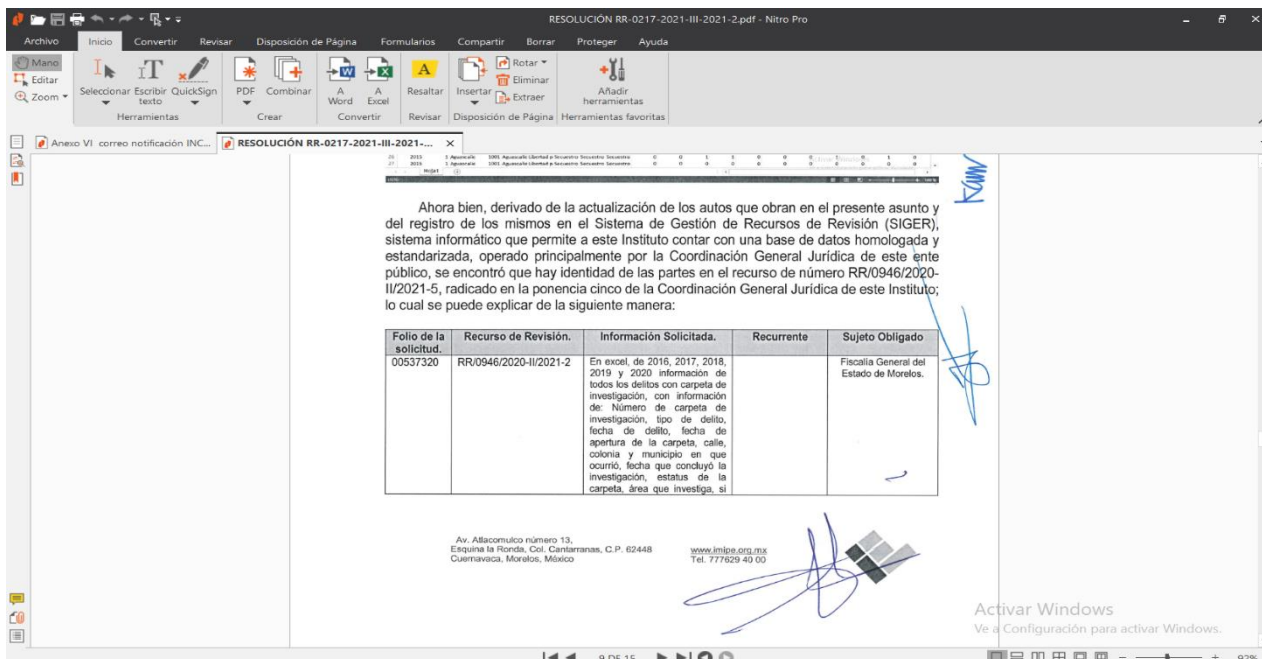 RESOLUCIÓN RR-0217-2021-III-2021-2.pdf - Nitro Pro
Archivo Inicio Convertir Revisar Disposición de Página Formularios Compartir Borrar Proteger Ayuda
Mano
Editar
Zoom
Seleccionar Escribir texto QuickSign
Herramientas
PDF Combinar
Crear
A Word A Excel
Convertir
Resaltar
Revisar
Insertar Rotar
Eliminar
Extraer
Disposición de Página
Añadir herramientas
Herramientas favoritas
Anexo VI correo notificación INC... RESOLUCIÓN RR-0217-2021-III-2021-...
Ahora bien, derivado de la actualización de los autos que obran en el presente asunto y
del registro de los mismos en el Sistema de Gestión de Recursos de Revisión (SIGER),
sistema informático que permite a este Instituto contar con una base de datos homologada y
estandarizada, operado principalmente por la Coordinación General Jurídica de este ente
público, se encontró que hay identidad de las partes en el recurso de número RR/0946/2020-
II/2021-5, radicado en la ponencia cinco de la Coordinación General Jurídica de este Instituto;
lo cual se puede explicar de la siguiente manera:
Folio de la solicitud. Recurso de Revisión. Información Solicitada. Recurrente Sujeto Obligado
00537320 RR/0946/2020-II/2021-2
En excel, de 2016, 2017, 2018,
2019 y 2020 información de
todos los delitos con carpeta de
investigación, con información
de: Número de carpeta de
investigación, tipo de delito,
fecha de delito, fecha de
apertura de la carpeta, calle,
colonia y municipio en que
ocurrió, fecha que concluyó la
investigación, estatus de la
carpeta, área que investiga, si
Fiscalía General del
Estado de Morelos.
Av. Atlacomulco número 13,
Esquina la Ronda, Col. Cantarranas, C.P. 62448
Cuernavaca, Morelos, México
www.imipe.org.mx
Tel. 777629 40 00
Activar Windows
Ve a Configuración para activar Windows.
9 DE 15
92%